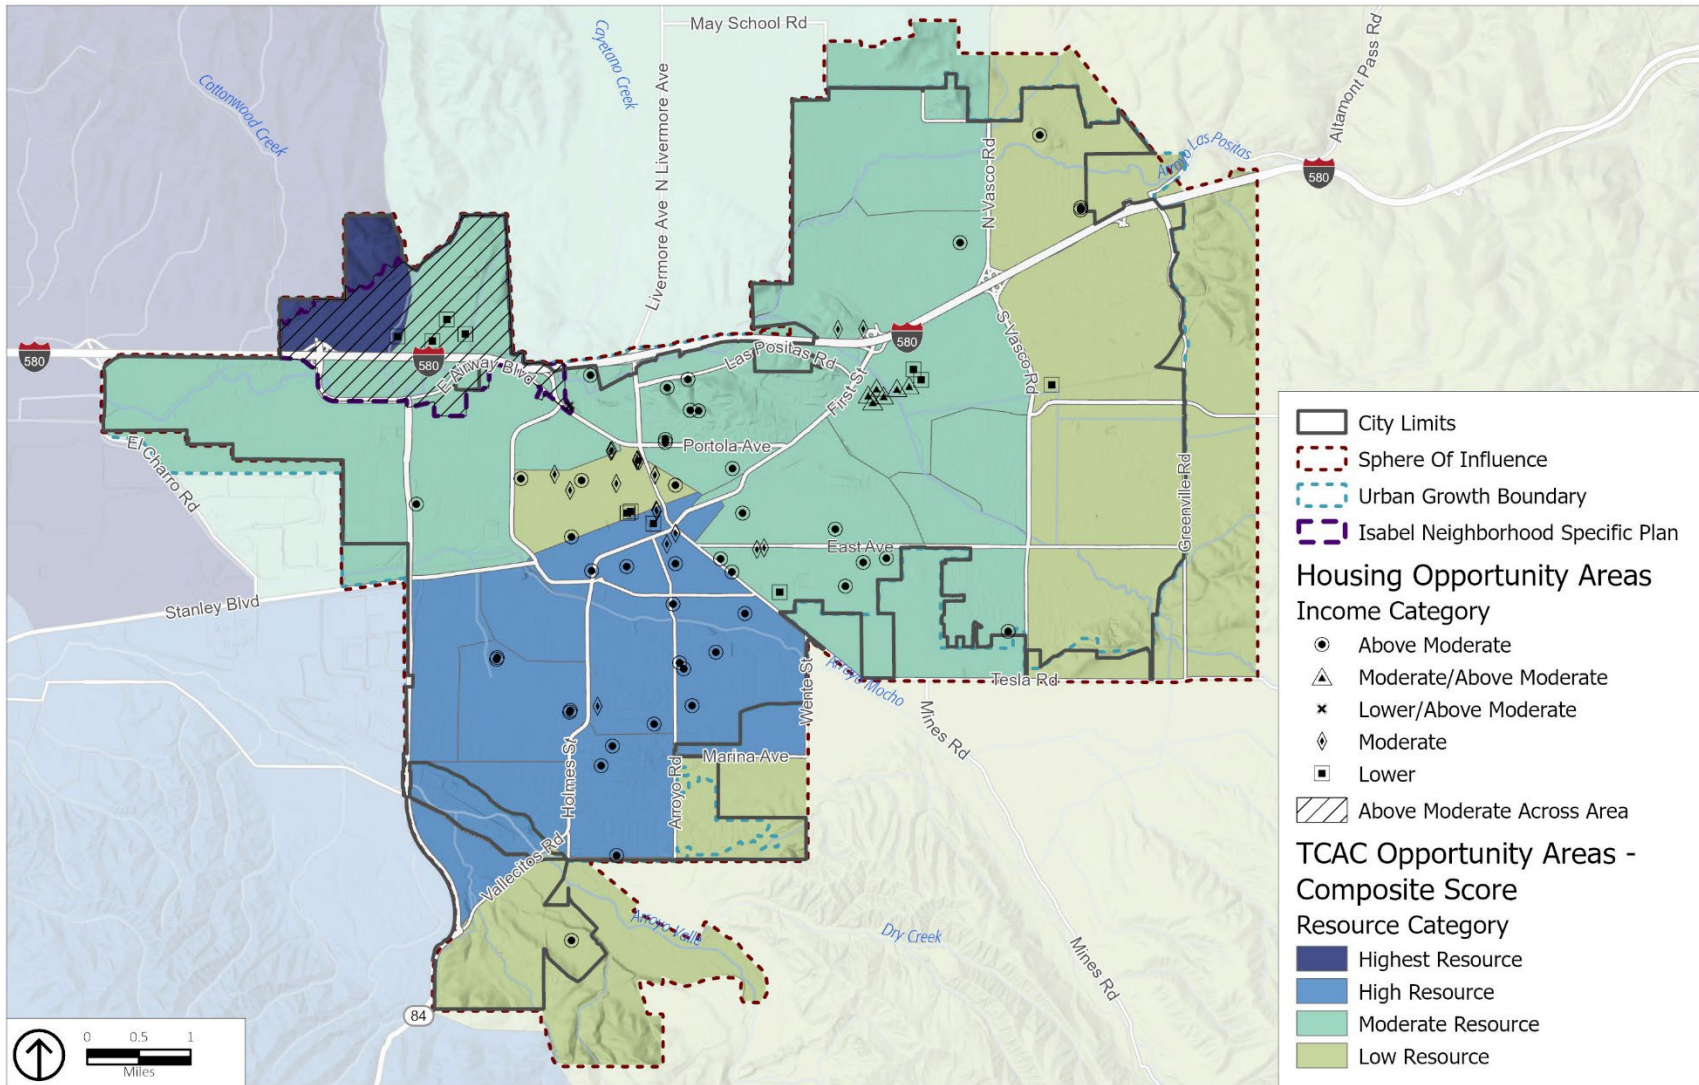 May School Rd
Cottonwood Creek
Cayetano Creek
Livermore Ave N Livermore Ave
N Vasco Rd
Altamont Pass Rd
Arroyo Las Positas
580
580
580
580
E Airway Blvd
Las Positas Rd
First St
S Vasco Rd
Portola Ave
El Charro Rd
East Ave
Greenville Rd
Stanley Blvd
Arroyo Mocho
Tesla Rd
Wente St
Mines Rd
Marina Ave
Holmes St
Arroyo Rd
Vallecitos Rd
Arroyo Valle
Dry Creek
Mines Rd
84
0 0.5 1
Miles
City Limits
Sphere Of Influence
Urban Growth Boundary
Isabel Neighborhood Specific Plan
Housing Opportunity Areas
Income Category
Above Moderate
Moderate/Above Moderate
Lower/Above Moderate
Moderate
Lower
Above Moderate Across Area
TCAC Opportunity Areas -
Composite Score
Resource Category
Highest Resource
High Resource
Moderate Resource
Low Resource